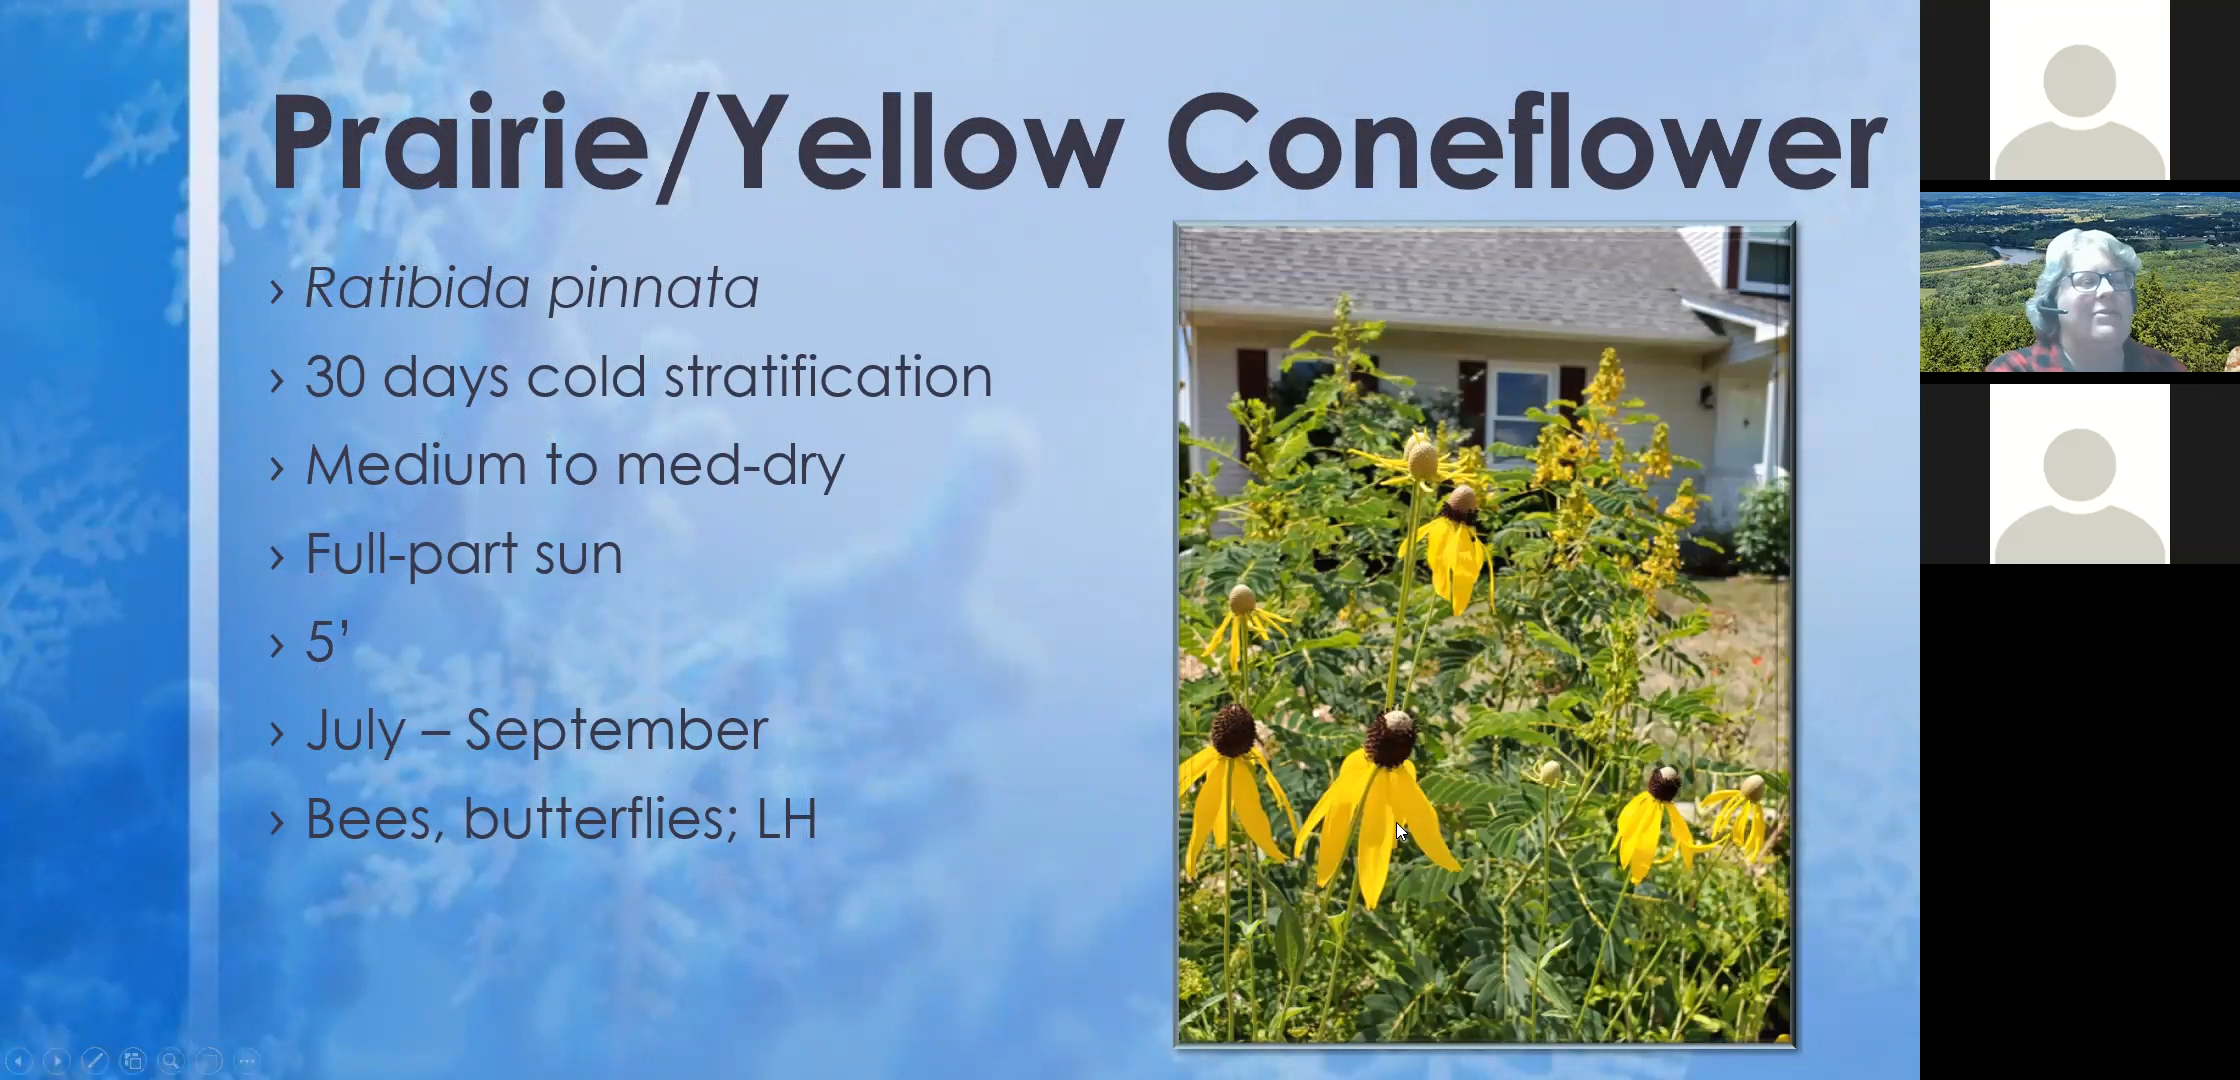 Prairie/Yellow Coneflower
› Ratibida pinnata
› 30 days cold stratification
› Medium to med-dry
› Full-part sun
› 5’
› July – September
› Bees, butterflies; LH